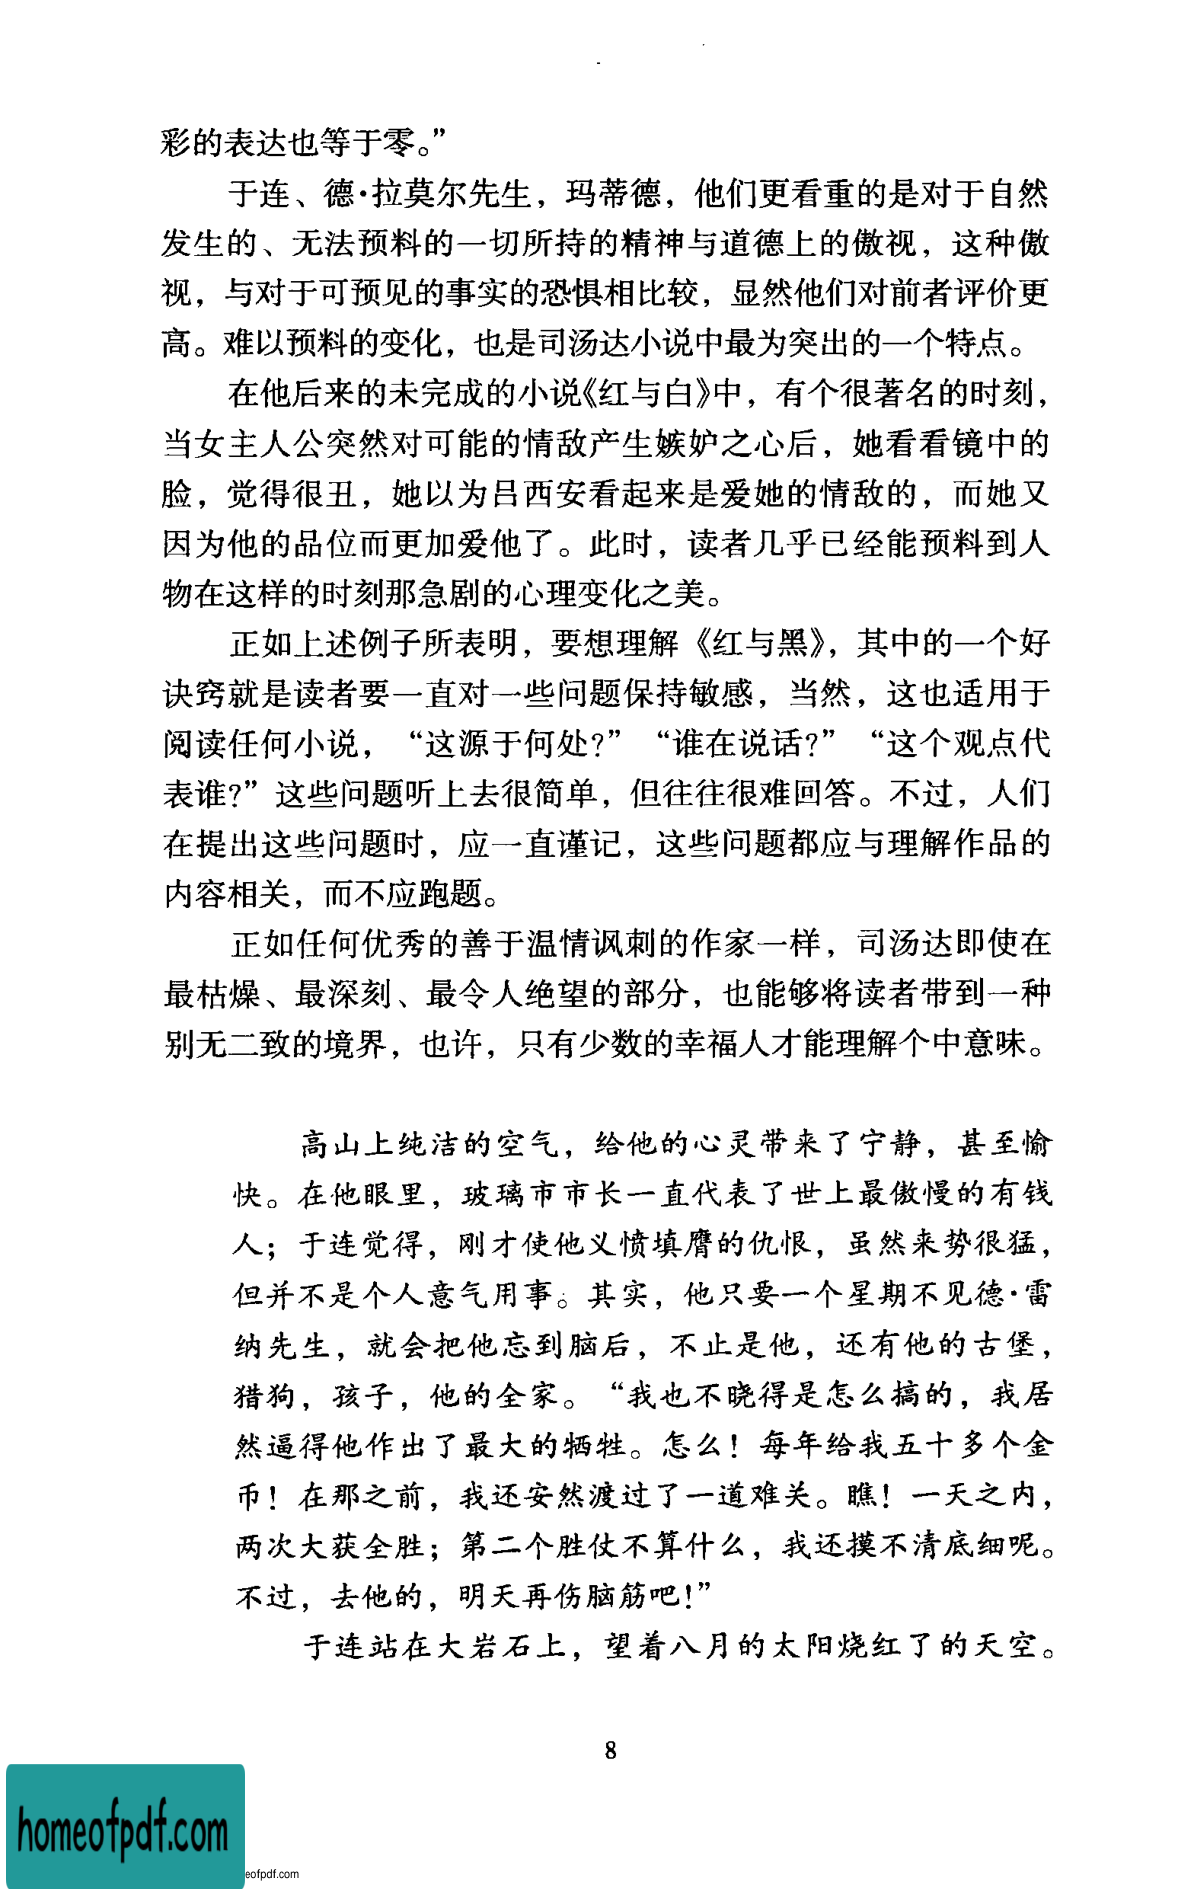 彩的表达也等于零。”
于连、德·拉莫尔先生，玛蒂德，他们更看重的是对于自然
发生的、无法预料的一切所持的精神与道德上的傲视，这种傲
视，与对于可预见的事实的恐惧相比较，显然他们对前者评价更
高。难以预料的变化，也是司汤达小说中最为突出的一个特点。
在他后来的未完成的小说《红与白》中，有个很著名的时刻，
当女主人公突然对可能的情敌产生嫉妒之心后，她看看镜中的
脸，觉得很丑，她以为吕西安看起来是爱她的情敌的，而她又
因为他的品位而更加爱他了。此时，读者几乎已经能预料到人
物在这样的时刻那急剧的心理变化之美。
正如上述例子所表明，要想理解《红与黑》，其中的一个好
诀窍就是读者要一直对一些问题保持敏感，当然，这也适用于
阅读任何小说，“这源于何处?”“谁在说话?”“这个观点代
表谁?”这些问题听上去很简单，但往往很难回答。不过，人们
在提出这些问题时，应一直谨记，这些问题都应与理解作品的
内容相关，而不应跑题。
正如任何优秀的善于温情讽刺的作家一样，司汤达即使在
最枯燥、最深刻、最令人绝望的部分，也能够将读者带到一种
别无二致的境界，也许，只有少数的幸福人才能理解个中意味。
高山上纯洁的空气，给他的心灵带来了宁静，甚至愉
快。在他眼里，玻璃市市长一直代表了世上最傲慢的有钱
人；于连觉得，刚才使他义愤填膺的仇恨，虽然来势很猛，
但并不是个人意气用事。其实，他只要一个星期不见德·雷
纳先生，就会把他忘到脑后，不止是他，还有他的古堡，
猎狗，孩子，他的全家。“我也不晓得是怎么搞的，我居
然逼得他作出了最大的牺牲。怎么！每年给我五十多个金
币！在那之前，我还安然渡过了一道难关。瞧！一天之内，
两次大获全胜；第二个胜仗不算什么，我还摸不清底细呢。
不过，去他的，明天再伤脑筋吧！”
于连站在大岩石上，望着八月的太阳烧红了的天空。
8
homeofpdf.com
eofpdf.com